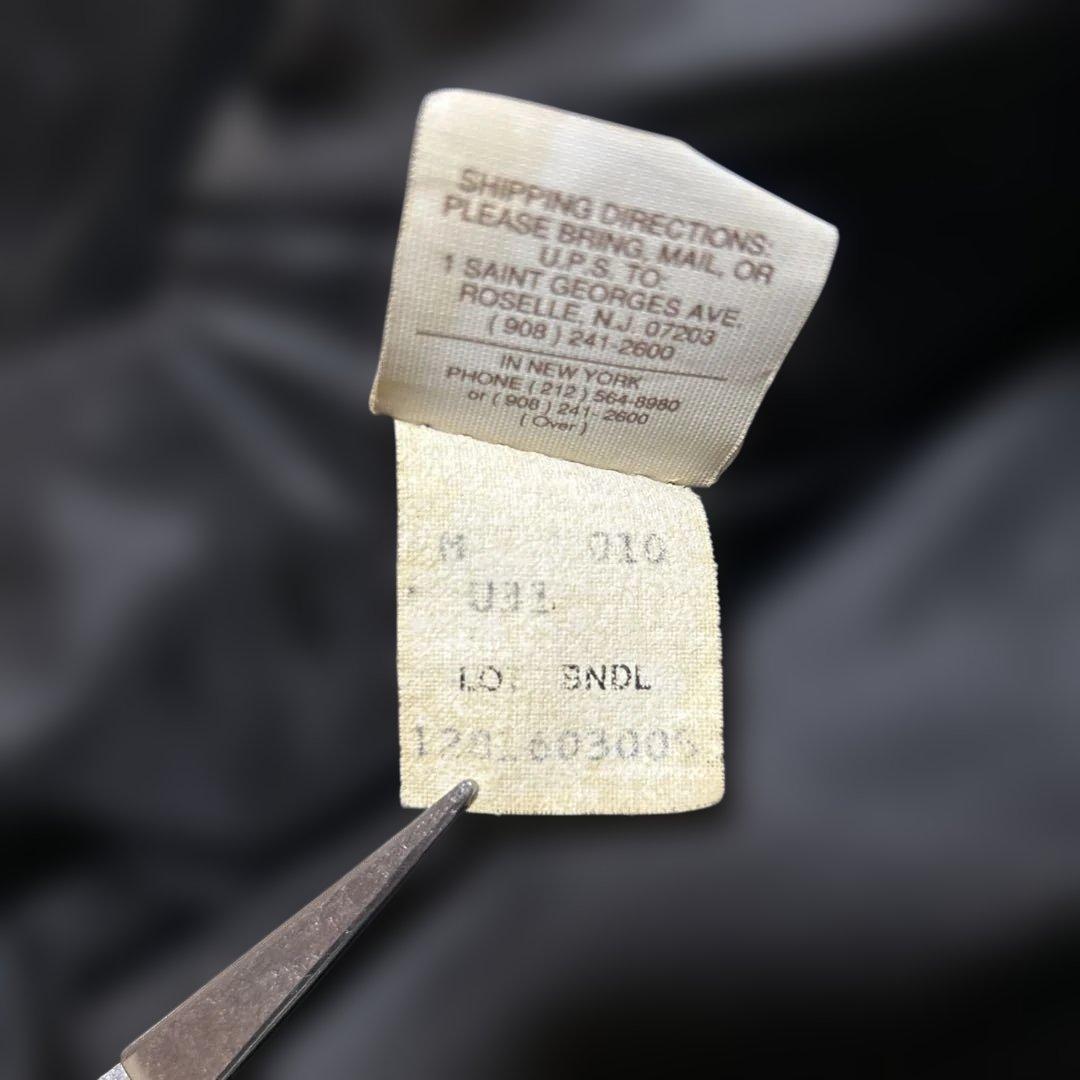 SHIPPING DIRECTIONS:
PLEASE BRING, MAIL, OR
U.P.S. TO:
1 SAINT GEORGES AVE.
ROSELLE, N.J. 07203
( 908 ) 241-2600
IN NEW YORK
PHONE ( 212 ) 564-8980
or ( 908 ) 241- 2600
( Over )
M 010
BNDL